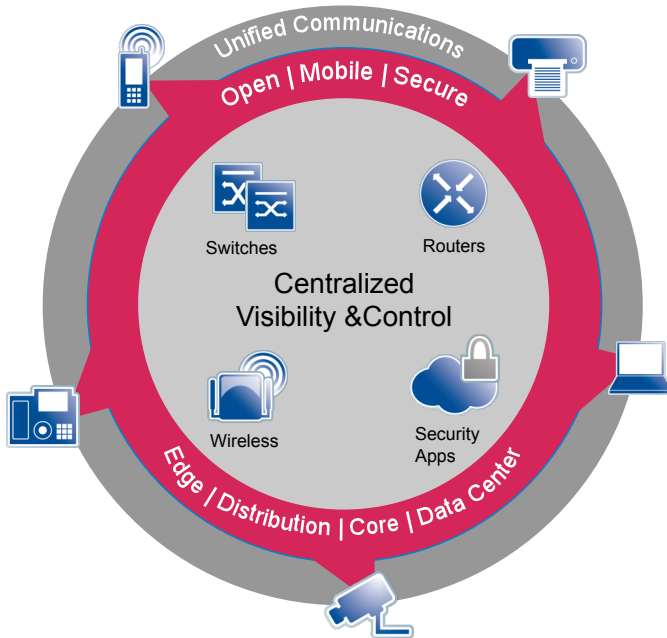 Unified Communications
Open | Mobile | Secure
Switches
Routers
Centralized
Visibility &Control
Wireless
Security
Apps
Edge | Distribution | Core | Data Center